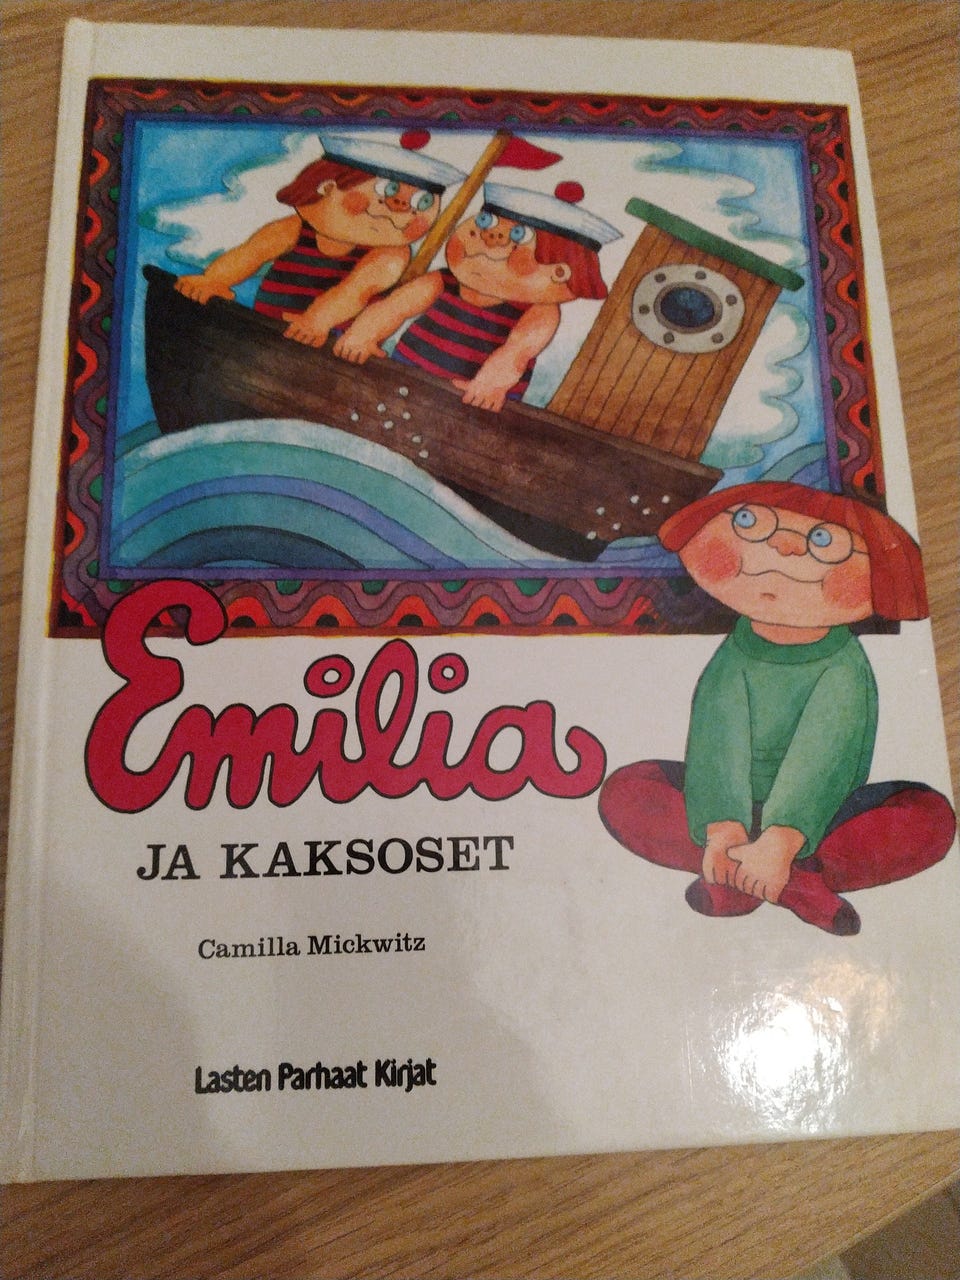 Emilia
JA KAKSOSET
Camilla Mickwitz
Lasten Parhaat Kirjat